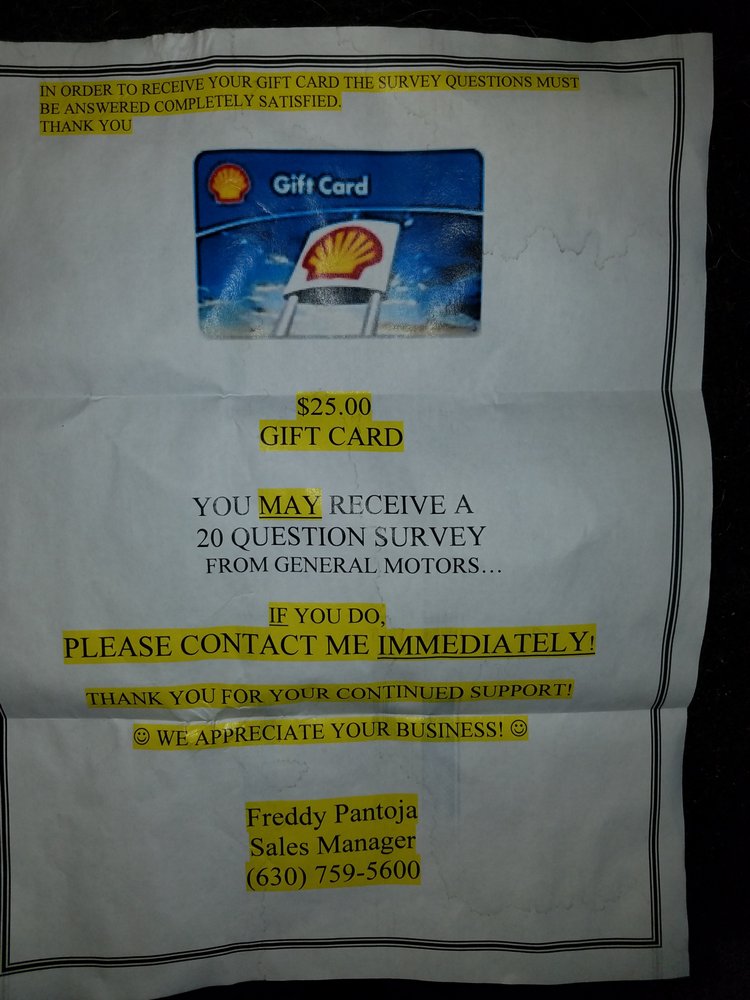 IN ORDER TO RECEIVE YOUR GIFT CARD THE SURVEY QUESTIONS MUST
BE ANSWERED COMPLETELY SATISFIED.
THANK YOU
Gift Card
$25.00
GIFT CARD
YOU MAY RECEIVE A
20 QUESTION SURVEY
FROM GENERAL MOTORS...
IF YOU DO,
PLEASE CONTACT ME IMMEDIATELY!
THANK YOU FOR YOUR CONTINUED SUPPORT!
☺ WE APPRECIATE YOUR BUSINESS! ☺
Freddy Pantoja
Sales Manager
(630) 759-5600